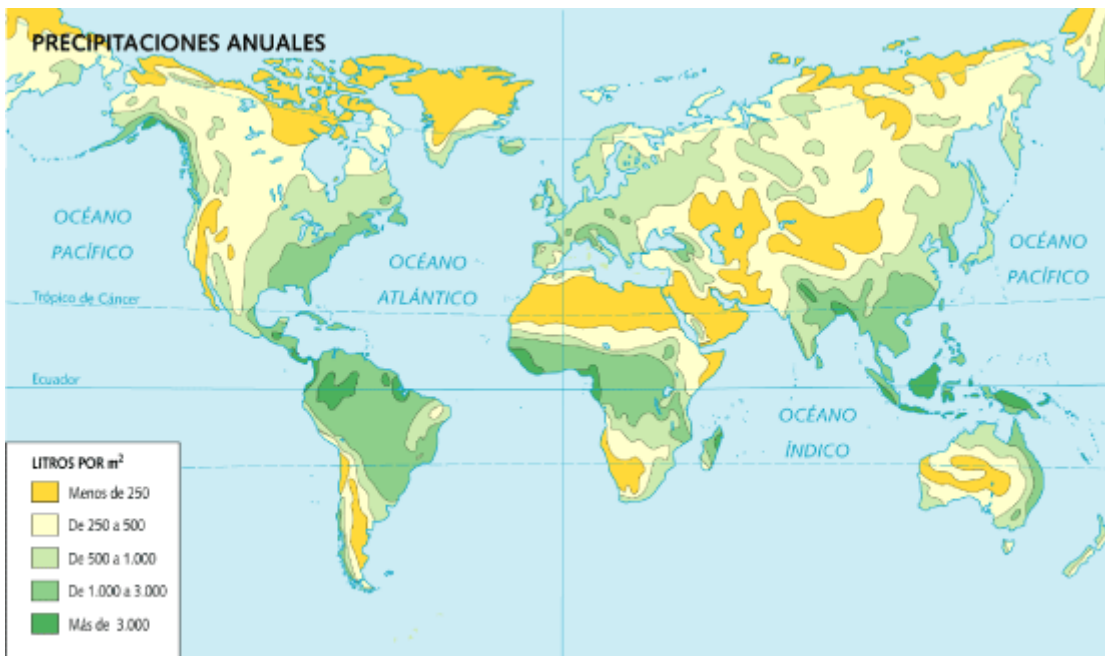 PRECIPITACIONES ANUALES
OCÉANO
PACÍFICO
OCÉANO
ATLÁNTICO
OCÉANO
PACÍFICO
Trópico de Cáncer
Ecuador
OCÉANO
ÍNDICO
LITROS POR m²
Menos de 250
De 250 a 500
De 500 a 1.000
De 1.000 a 3.000
Más de 3.000